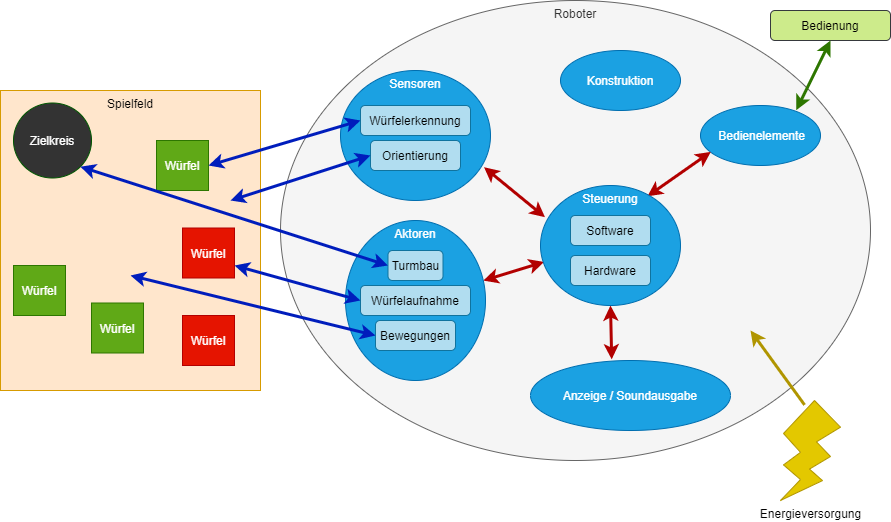 Roboter
Bedienung
Sensoren
Würfelerkennung
Orientierung
Konstruktion
Bedienelemente
Spielfeld
Zielkreis
Würfel
Würfel
Würfel
Würfel
Würfel
Aktoren
Turmbau
Würfelaufnahme
Bewegungen
Steuerung
Software
Hardware
Anzeige / Soundausgabe
Energieversorgung